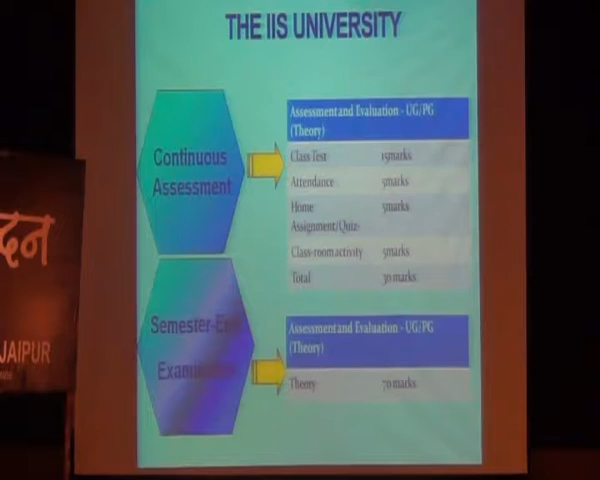 THE IIS UNIVERSITY
Continuous
Assessment
Assessment and Evaluation - UG/PG
(Theory)
Class Test 15marks
Attendance 5marks
Home 5marks
Assignment/Quiz-
Class-room activity 5marks
Total 30 marks
Semester-End
Examination
Assessment and Evaluation - UG/PG
(Theory)
Theory 70 marks
दन
JAIPUR